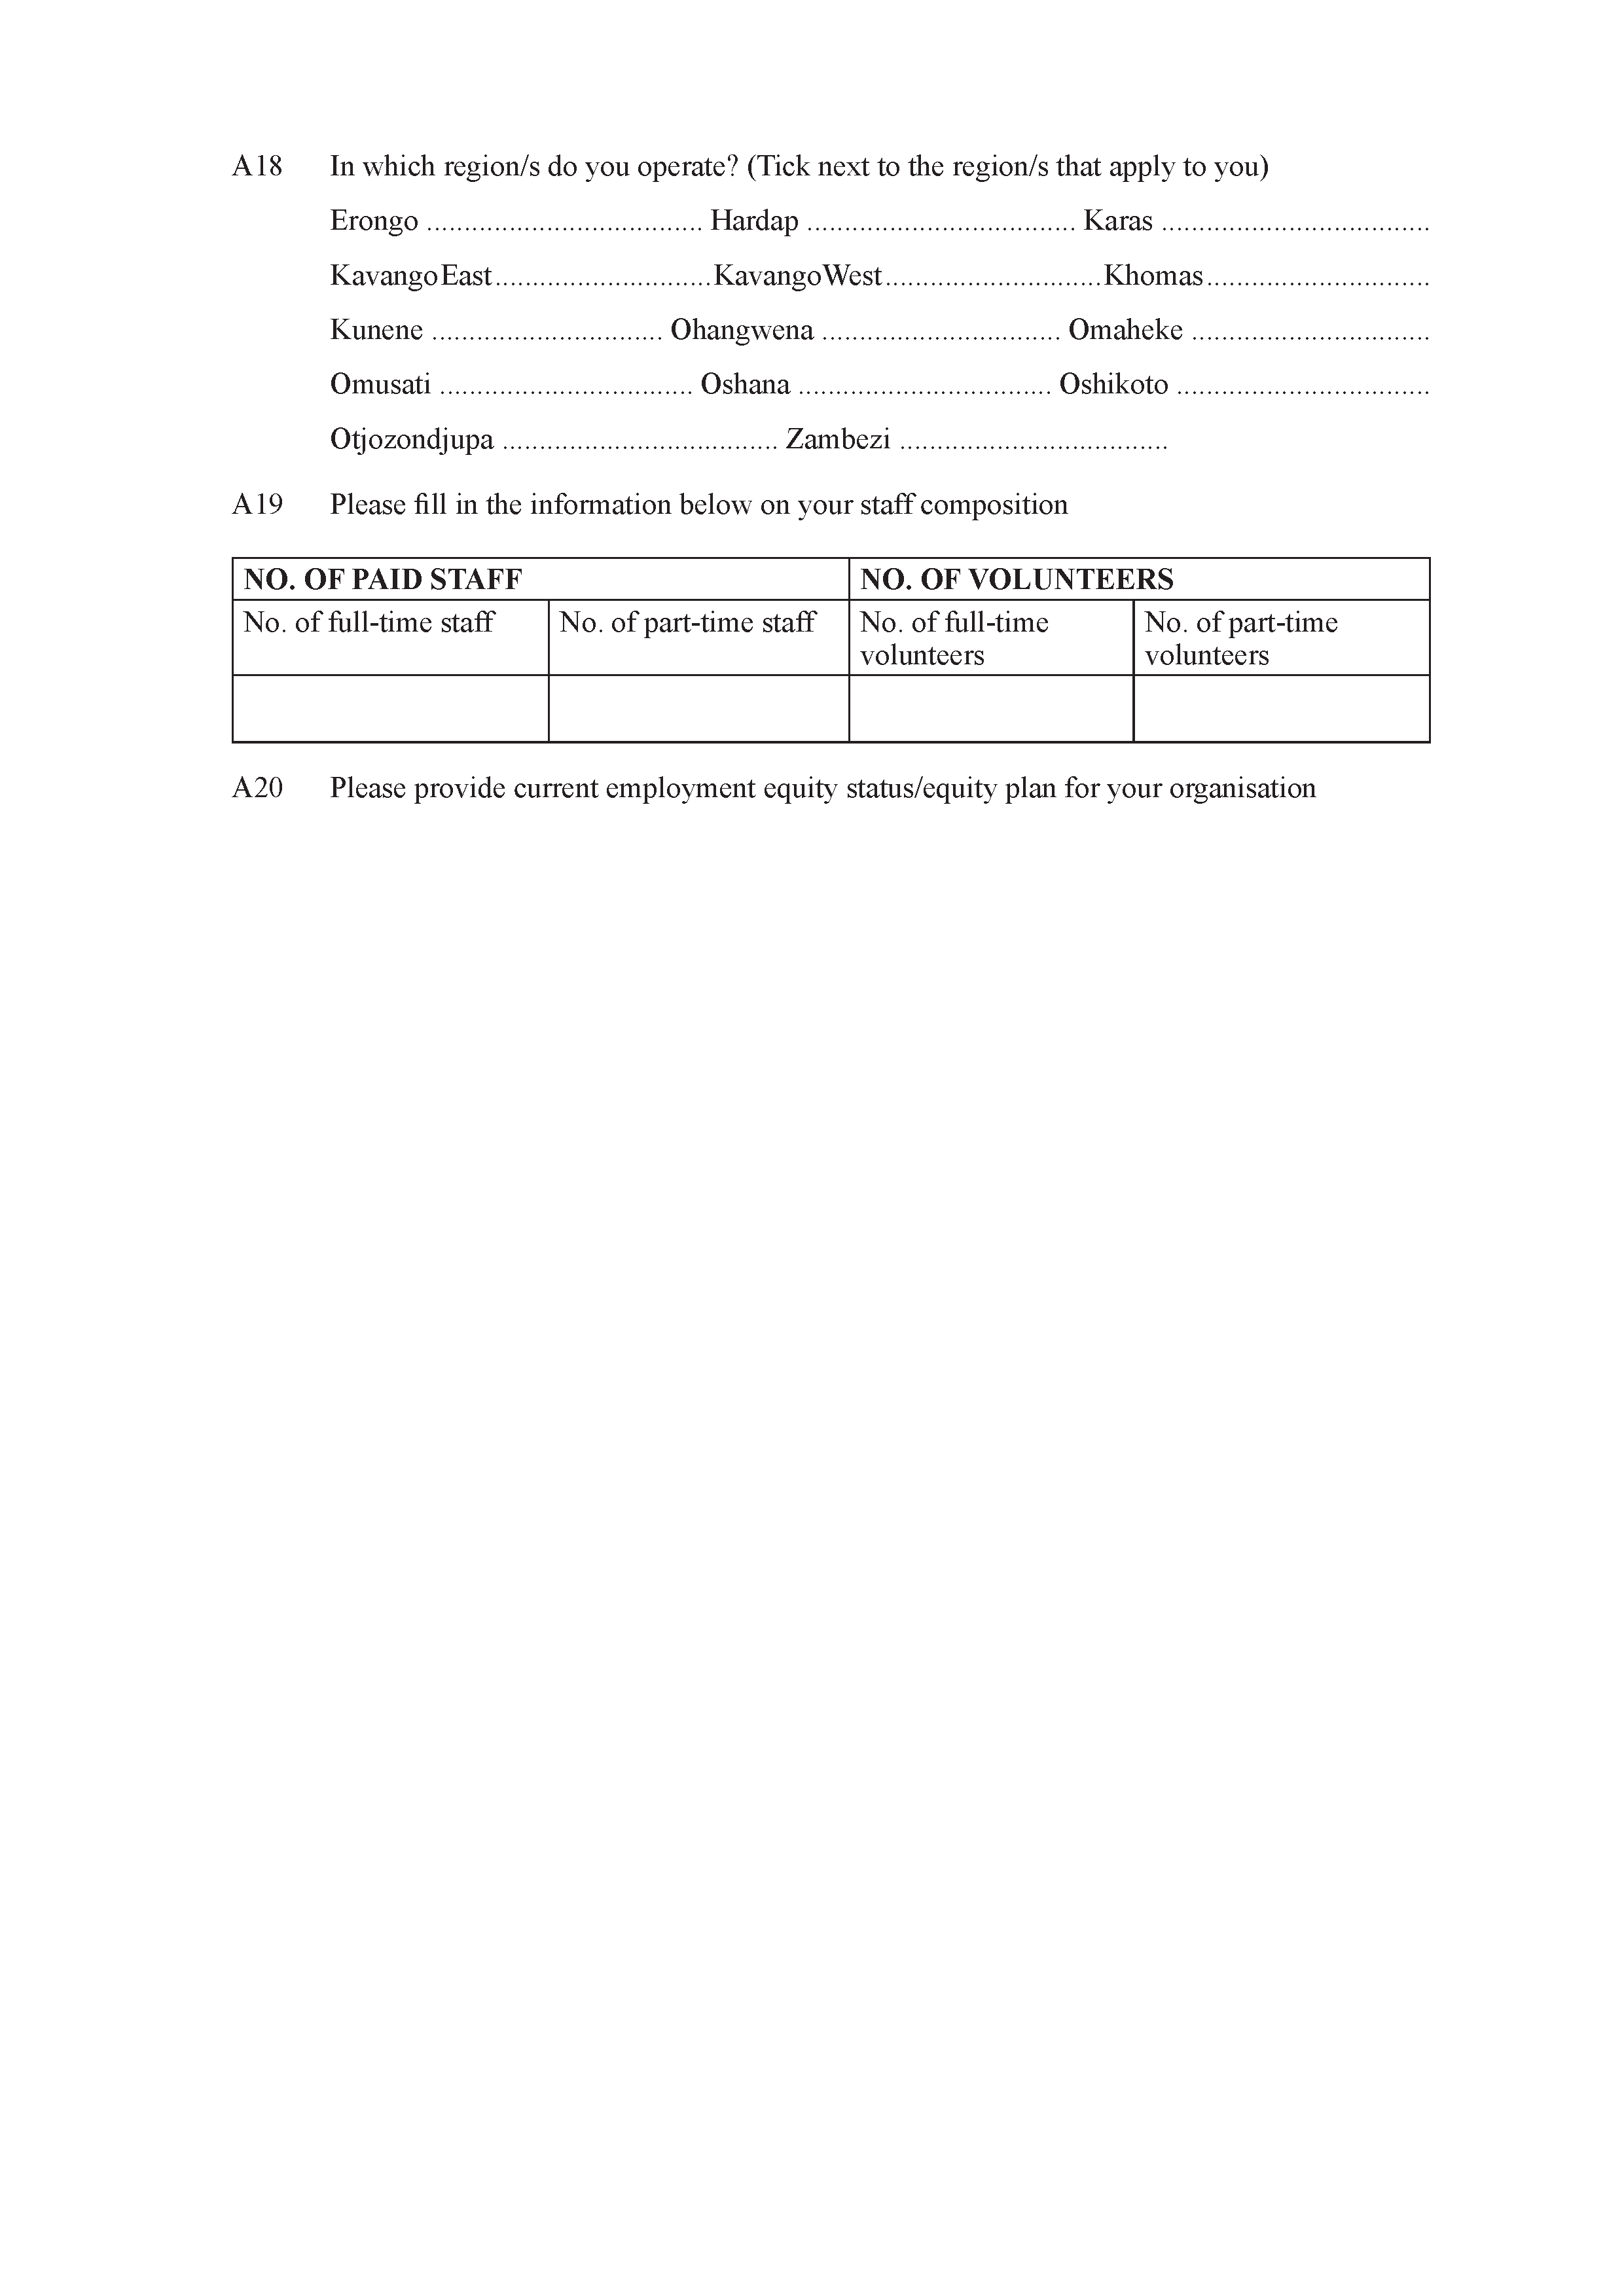 A18 In which region/s do you operate? (Tick next to the region/s that apply to you)
Erongo ..................................... Hardap .................................... Karas ....................................
Kavango East............................. Kavango West............................. Khomas..............................
Kunene ............................... Ohangwena ................................ Omaheke ................................
Omusati .................................. Oshana .................................. Oshikoto ..................................
Otjozondjupa ..................................... Zambezi ....................................
A19 Please fill in the information below on your staff composition
NO. OF PAID STAFF NO. OF VOLUNTEERS
No. of full-time staff No. of part-time staff No. of full-time volunteers No. of part-time volunteers
A20 Please provide current employment equity status/equity plan for your organisation